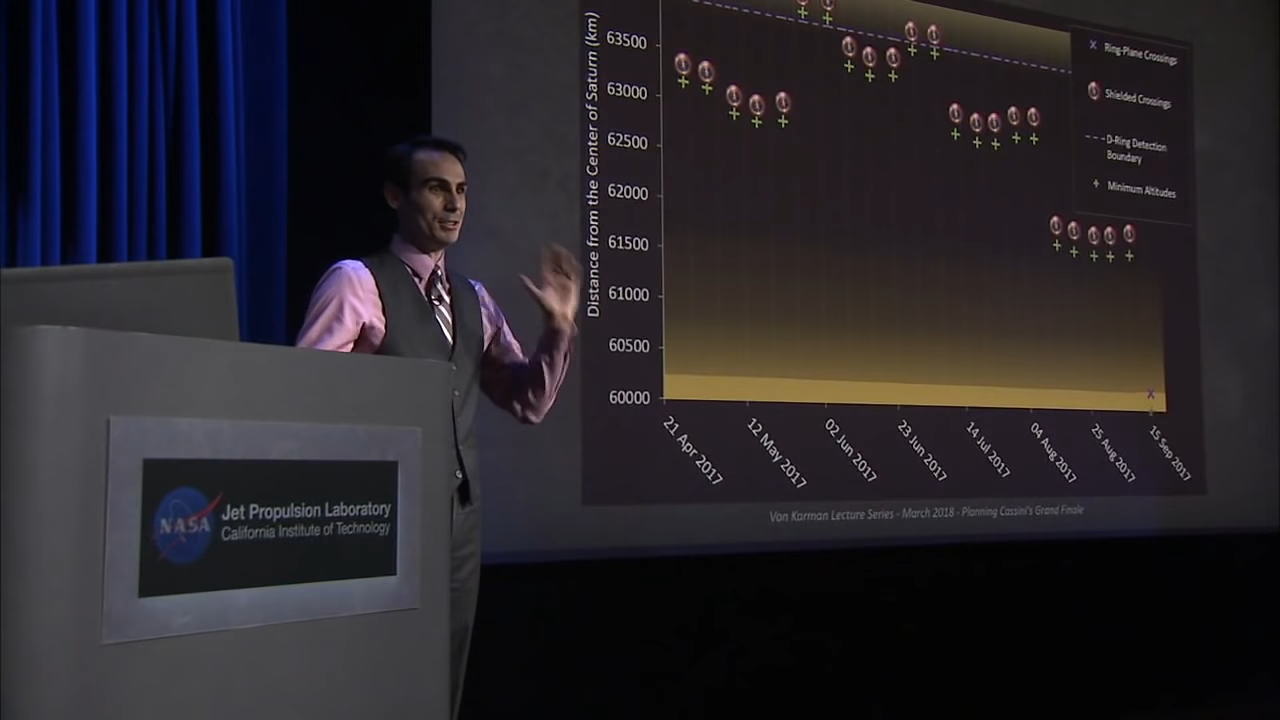 Distance from the Center of Saturn (km)
63500
63000
62500
62000
61500
61000
60500
60000
21 Apr 2017
12 May 2017
02 Jun 2017
23 Jun 2017
14 Jul 2017
04 Aug 2017
25 Aug 2017
15 Sep 2017
Ring-Plane Crossings
Shielded Crossings
D-Ring Detection
Boundary
Minimum Altitudes
Von Karman Lecture Series - March 2018 - Planning Cassini's Grand Finale
NASA
Jet Propulsion Laboratory
California Institute of Technology